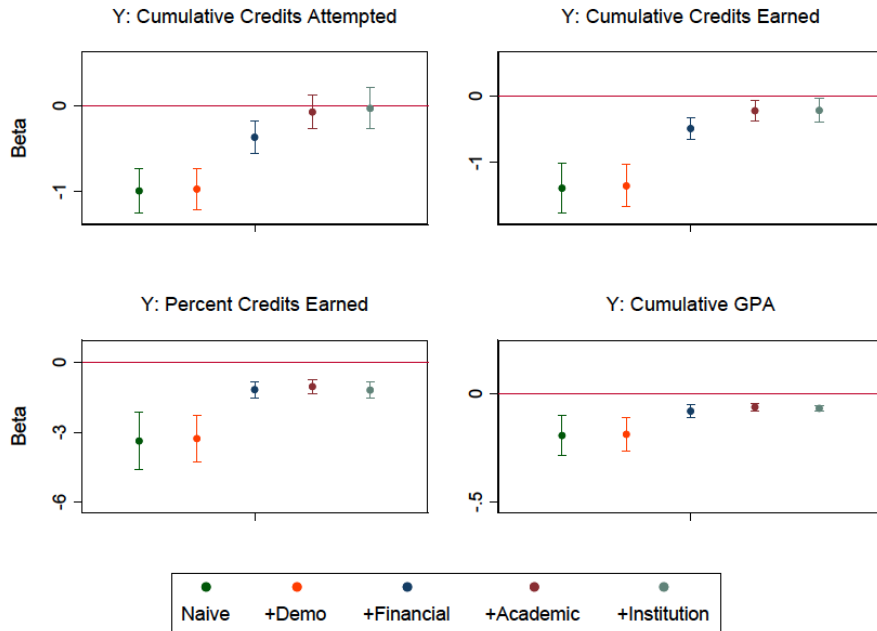 Y: Cumulative Credits Attempted
Y: Cumulative Credits Earned
Beta
0
-1
0
-1
Y: Percent Credits Earned
Y: Cumulative GPA
Beta
0
-3
-6
0
-.5
Naive +Demo +Financial +Academic +Institution